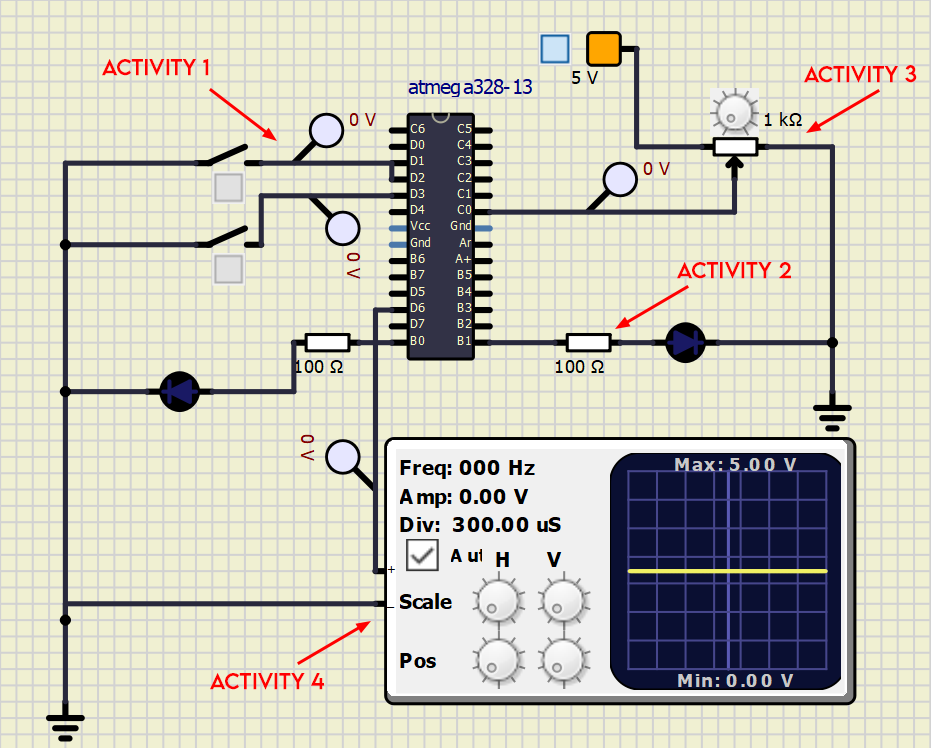 ACTIVITY 1
0 V
atmega328-13
5 V
ACTIVITY 3
1 kΩ
0 V
0 V
C6 C5
D0 C4
D1 C3
D2 C2
D3 C1
D4 C0
Vcc Gnd
Gnd Ar
B6 A+
B7 B5
D5 B4
D6 B3
D7 B2
B0 B1
ACTIVITY 2
100 Ω
100 Ω
0 V
Freq: 000 Hz
Amp: 0.00 V
Div: 300.00 uS
Aut H V
+
Scale
−
Pos
Max: 5.00 V
Min: 0.00 V
ACTIVITY 4